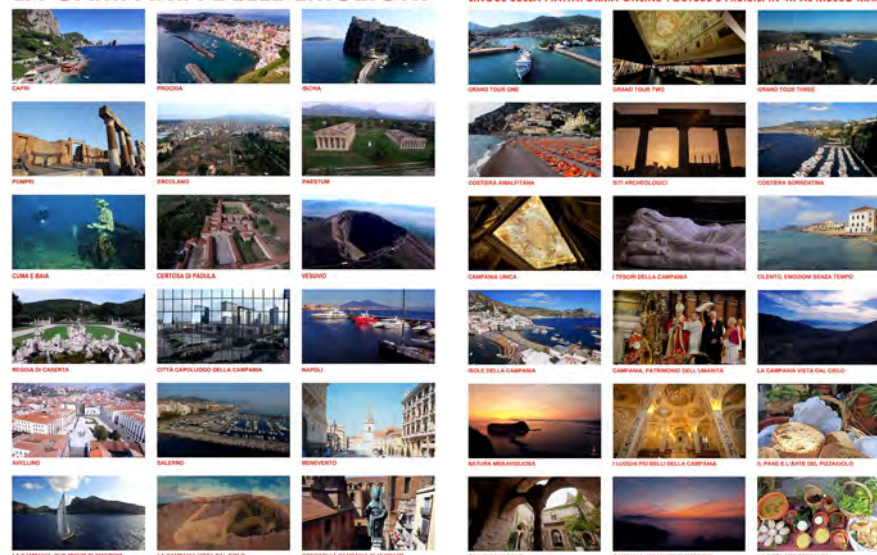 CAPRI
PROCIDA
ISCHIA
POMPEI
ERCOLANO
PAESTUM
CUMA E BAIA
CERTOSA DI PADULA
VESUVIO
REGGIA DI CASERTA
CITTÀ CAPOLUOGO DELLA CAMPANIA
NAPOLI
AVELLINO
SALERNO
BENEVENTO
GRAND TOUR ONE
GRAND TOUR TWO
GRAND TOUR THREE
COSTIERA AMALFITANA
SITI ARCHEOLOGICI
COSTIERA SORRENTINA
CAMPANIA UNICA
I TESORI DELLA CAMPANIA
CILENTO, EMOZIONI SENZA TEMPO
ISOLE DELLA CAMPANIA
CAMPANIA, PATRIMONIO DELL'UMANITÀ
LA CAMPANIA VISTA DAL CIELO
NATURA MERAVIGLIOSA
I LUOGHI PIÙ BELLI DELLA CAMPANIA
IL PANE E L'ARTE DEL PIZZAIUOLO